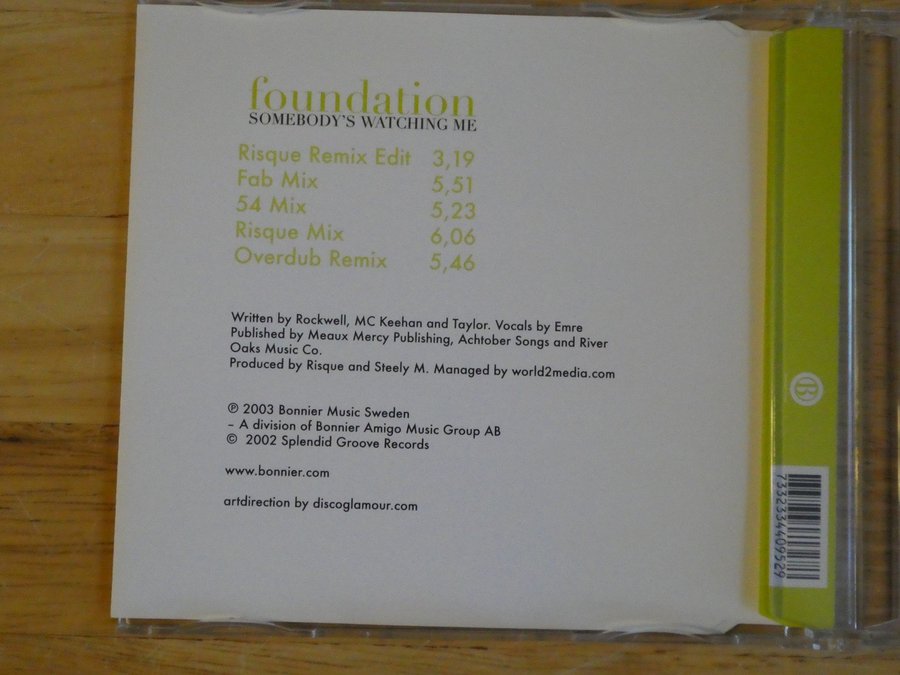 foundation
SOMEBODY'S WATCHING ME
Risque Remix Edit 3,19
Fab Mix 5,51
54 Mix 5,23
Risque Mix 6,06
Overdub Remix 5,46
Written by Rockwell, MC Keehan and Taylor. Vocals by Emre
Published by Meaux Mercy Publishing, Achtober Songs and River
Oaks Music Co.
Produced by Risque and Steely M. Managed by world2media.com
℗ 2003 Bonnier Music Sweden
– A division of Bonnier Amigo Music Group AB
© 2002 Splendid Groove Records
www.bonnier.com
artdirection by discoglamour.com
B
7332334409529